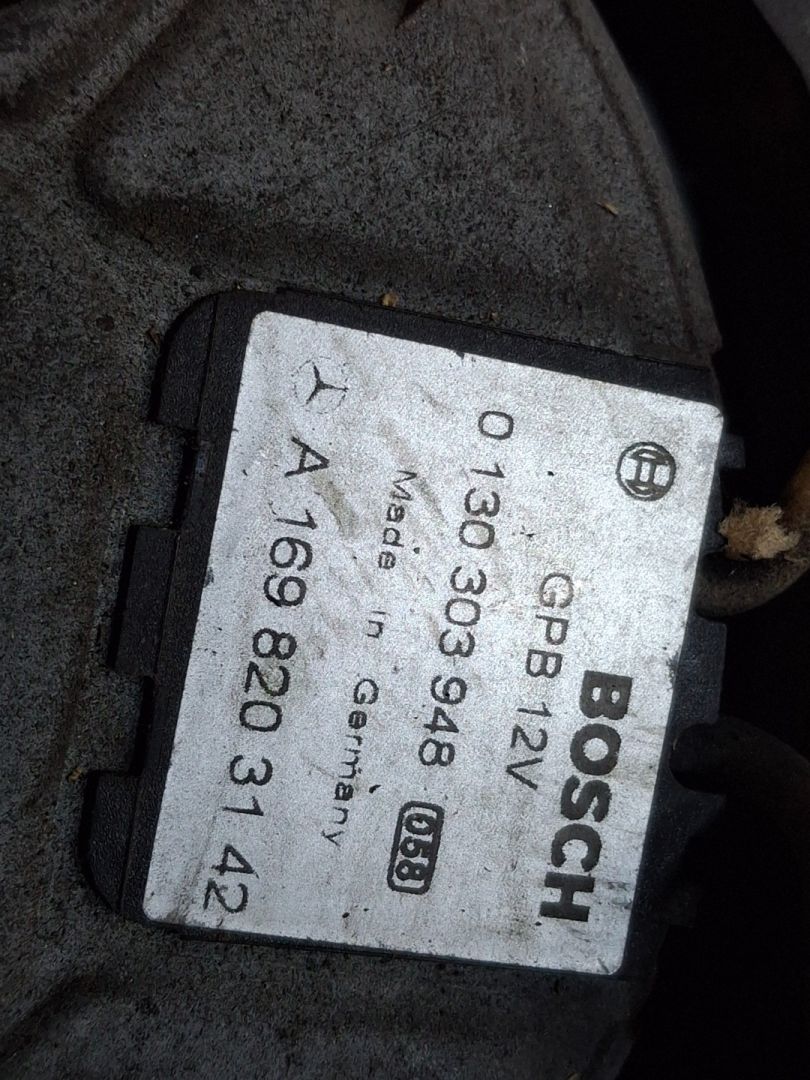 BOSCH
GPB 12V
0 130 303 948 058
Made in Germany
A 169 820 31 42